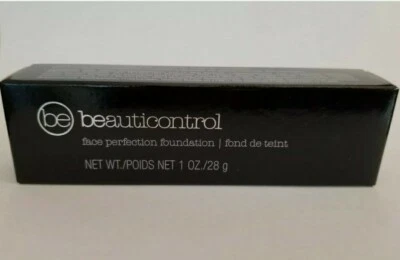 be beauticontrol
face perfection foundation | fond de teint
NET WT./POIDS NET 1 OZ./28 g